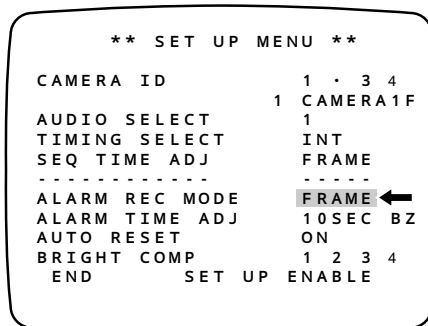 ** SET UP MENU **
CAMERA ID 1 · 3 4
1 CAMERA1F
AUDIO SELECT 1
TIMING SELECT INT
SEQ TIME ADJ FRAME
- - - - - - - - - - - - - - - - -
ALARM REC MODE FRAME
ALARM TIME ADJ 10SEC BZ
AUTO RESET ON
BRIGHT COMP 1 2 3 4
END SET UP ENABLE